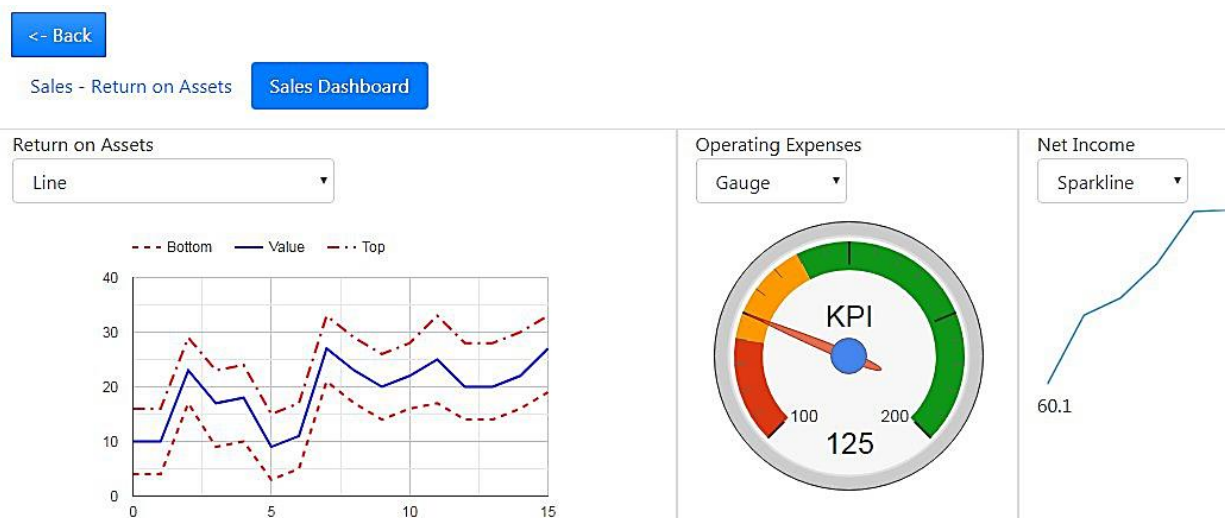 <- Back
Sales - Return on Assets Sales Dashboard
Return on Assets
Line
Bottom Value Top
40
30
20
10
0
0 5 10 15
Operating Expenses
Gauge
KPI
100 200
125
Net Income
Sparkline
60.1